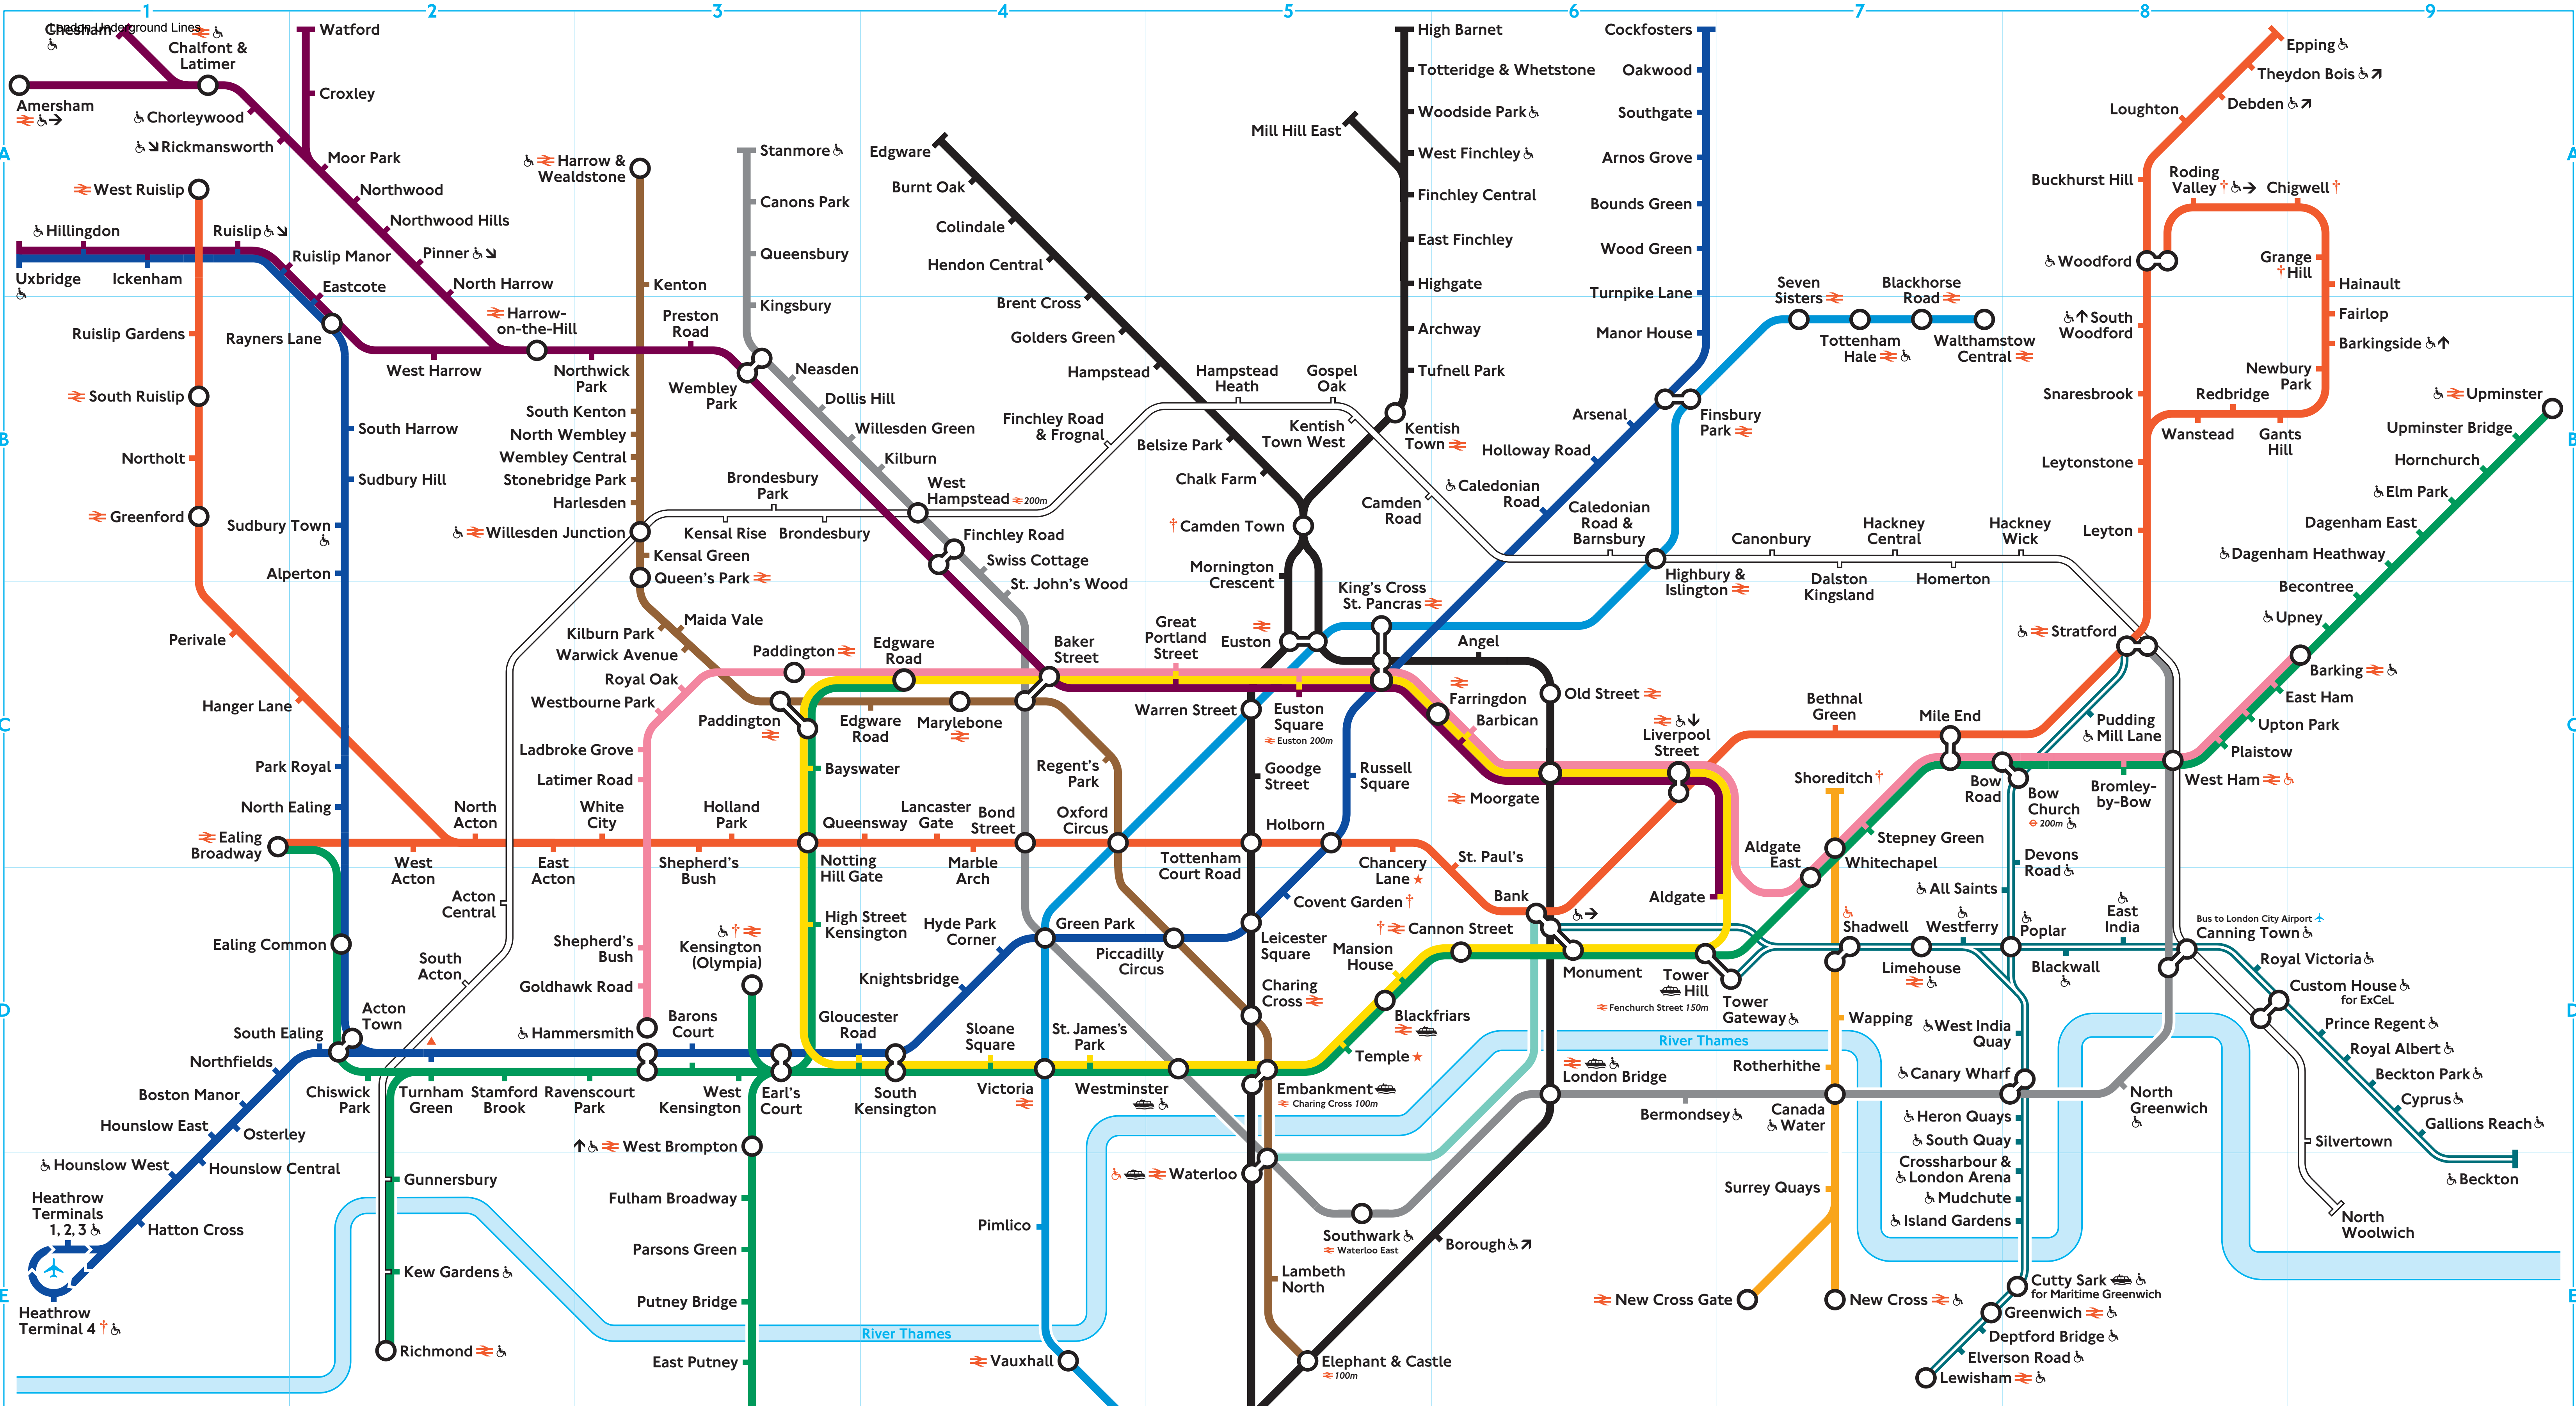 1 2 3 4 5 6 7 8 9
London Underground Lines
Chesham
Chalfont &
Latimer
Watford
Amersham
Croxley
Chorleywood
Rickmansworth
Moor Park
Northwood
Northwood Hills
Pinner
North Harrow
Harrow-
on-the-Hill
A
West Ruislip
Hillingdon
Ruislip
Ruislip Manor
Eastcote
Uxbridge
Ickenham
Rayners Lane
Ruislip Gardens
South Ruislip
Northolt
Greenford
Perivale
Hanger Lane
West Harrow
Northwick
Park
Preston
Road
Wembley
Park
South Harrow
Sudbury Hill
Sudbury Town
Alperton
Park Royal
North Ealing
Harrow &
Wealdstone
Kenton
South Kenton
North Wembley
Wembley Central
Stonebridge Park
Harlesden
Willesden Junction
Kensal Green
Queen's Park
Kilburn Park
Maida Vale
Warwick Avenue
Royal Oak
Westbourne Park
Ladbroke Grove
Latimer Road
Stanmore
Canons Park
Queensbury
Kingsbury
Neasden
Dollis Hill
Willesden Green
Kilburn
West
Hampstead 200m
Finchley Road
Swiss Cottage
St. John's Wood
Edgware
Burnt Oak
Colindale
Hendon Central
Brent Cross
Golders Green
Hampstead
Belsize Park
Chalk Farm
Camden Town
Mornington
Crescent
Euston
Mill Hill East
High Barnet
Totteridge & Whetstone
Woodside Park
West Finchley
Finchley Central
East Finchley
Highgate
Archway
Tufnell Park
Kentish
Town
Cockfosters
Oakwood
Southgate
Arnos Grove
Bounds Green
Wood Green
Turnpike Lane
Manor House
Arsenal
Finsbury
Park
Holloway Road
Caledonian
Road
Seven
Sisters
Tottenham
Hale
Blackhorse
Road
Walthamstow
Central
Epping
Theydon Bois
Debden
Loughton
Buckhurst Hill
Roding
Valley †
Chigwell †
A
Woodford
Grange
† Hill
Hainault
Fairlop
Barkingside
Newbury
Park
South
Woodford
Snaresbrook
Redbridge
Wanstead
Gants
Hill
Leytonstone
Leyton
Stratford
Upminster
Upminster Bridge
Hornchurch
Elm Park
Dagenham East
Dagenham Heathway
Becontree
Upney
Barking
East Ham
Upton Park
Plaistow
West Ham
B
B
Brondesbury
Park
Kensal Rise
Brondesbury
Finchley Road
& Frognal
Hampstead
Heath
Gospel
Oak
Kentish
Town West
Camden
Road
Caledonian
Road &
Barnsbury
Highbury &
Islington
Canonbury
Dalston
Kingsland
Hackney
Central
Homerton
Hackney
Wick
C
C
Paddington
Edgware
Road
Baker
Street
Great
Portland
Street
King's Cross
St. Pancras
Angel
Old Street
Paddington
Edgware
Road
Marylebone
Warren Street
Euston
Square
Euston 200m
Farringdon
Barbican
Liverpool
Street
Moorgate
Bethnal
Green
Mile End
Shoreditch †
Bow
Road
Bow
Church
200m
Pudding
Mill Lane
Bromley-
by-Bow
Bayswater
Regent's
Park
Goodge
Street
Russell
Square
Ealing
Broadway
West
Acton
North
Acton
East
Acton
White
City
Shepherd's
Bush
Holland
Park
Notting
Hill Gate
Queensway
Lancaster
Gate
Marble
Arch
Bond
Street
Oxford
Circus
Tottenham
Court Road
Holborn
Chancery
Lane ★
St. Paul's
Bank
Aldgate
Aldgate
East
Whitechapel
Stepney Green
Devons
Road
All Saints
Acton
Central
South
Acton
Ealing Common
Acton
Town
South Ealing
Northfields
Boston Manor
Hounslow East
Osterley
Hounslow Central
Hounslow West
Hatton Cross
Heathrow
Terminals
1, 2, 3
Heathrow
Terminal 4 †
Shepherd's
Bush
Goldhawk Road
Hammersmith
Kensington
(Olympia)
Barons
Court
High Street
Kensington
Gloucester
Road
Hyde Park
Corner
Knightsbridge
Green Park
Piccadilly
Circus
Leicester
Square
Covent Garden †
Charing
Cross
Mansion
House
Cannon Street
Blackfriars
Temple ★
Monument
Tower
Hill
Fenchurch Street 150m
Tower
Gateway
Shadwell
Limehouse
Westferry
Poplar
Blackwall
East
India
Bus to London City Airport
Canning Town
Royal Victoria
Custom House
for ExCeL
Prince Regent
Royal Albert
Beckton Park
Cyprus
Gallions Reach
Beckton
Silvertown
North
Woolwich
D
D
Chiswick
Park
Turnham
Green
Stamford
Brook
Ravenscourt
Park
West
Kensington
Earl's
Court
South
Kensington
Sloane
Square
Victoria
St. James's
Park
Westminster
Embankment
Charing Cross 100m
River Thames
London Bridge
Bermondsey
Canada
Water
Wapping
Rotherhithe
Surrey Quays
New Cross Gate
New Cross
West India
Quay
Canary Wharf
Heron Quays
South Quay
Crossharbour &
London Arena
Mudchute
Island Gardens
North
Greenwich
Cutty Sark
for Maritime Greenwich
Greenwich
Deptford Bridge
Elverson Road
Lewisham
Gunnersbury
Kew Gardens
Richmond
West Brompton
Fulham Broadway
Parsons Green
Putney Bridge
East Putney
River Thames
Pimlico
Vauxhall
Waterloo
Southwark
Waterloo East
Borough
Lambeth
North
Elephant & Castle
100m
E
E